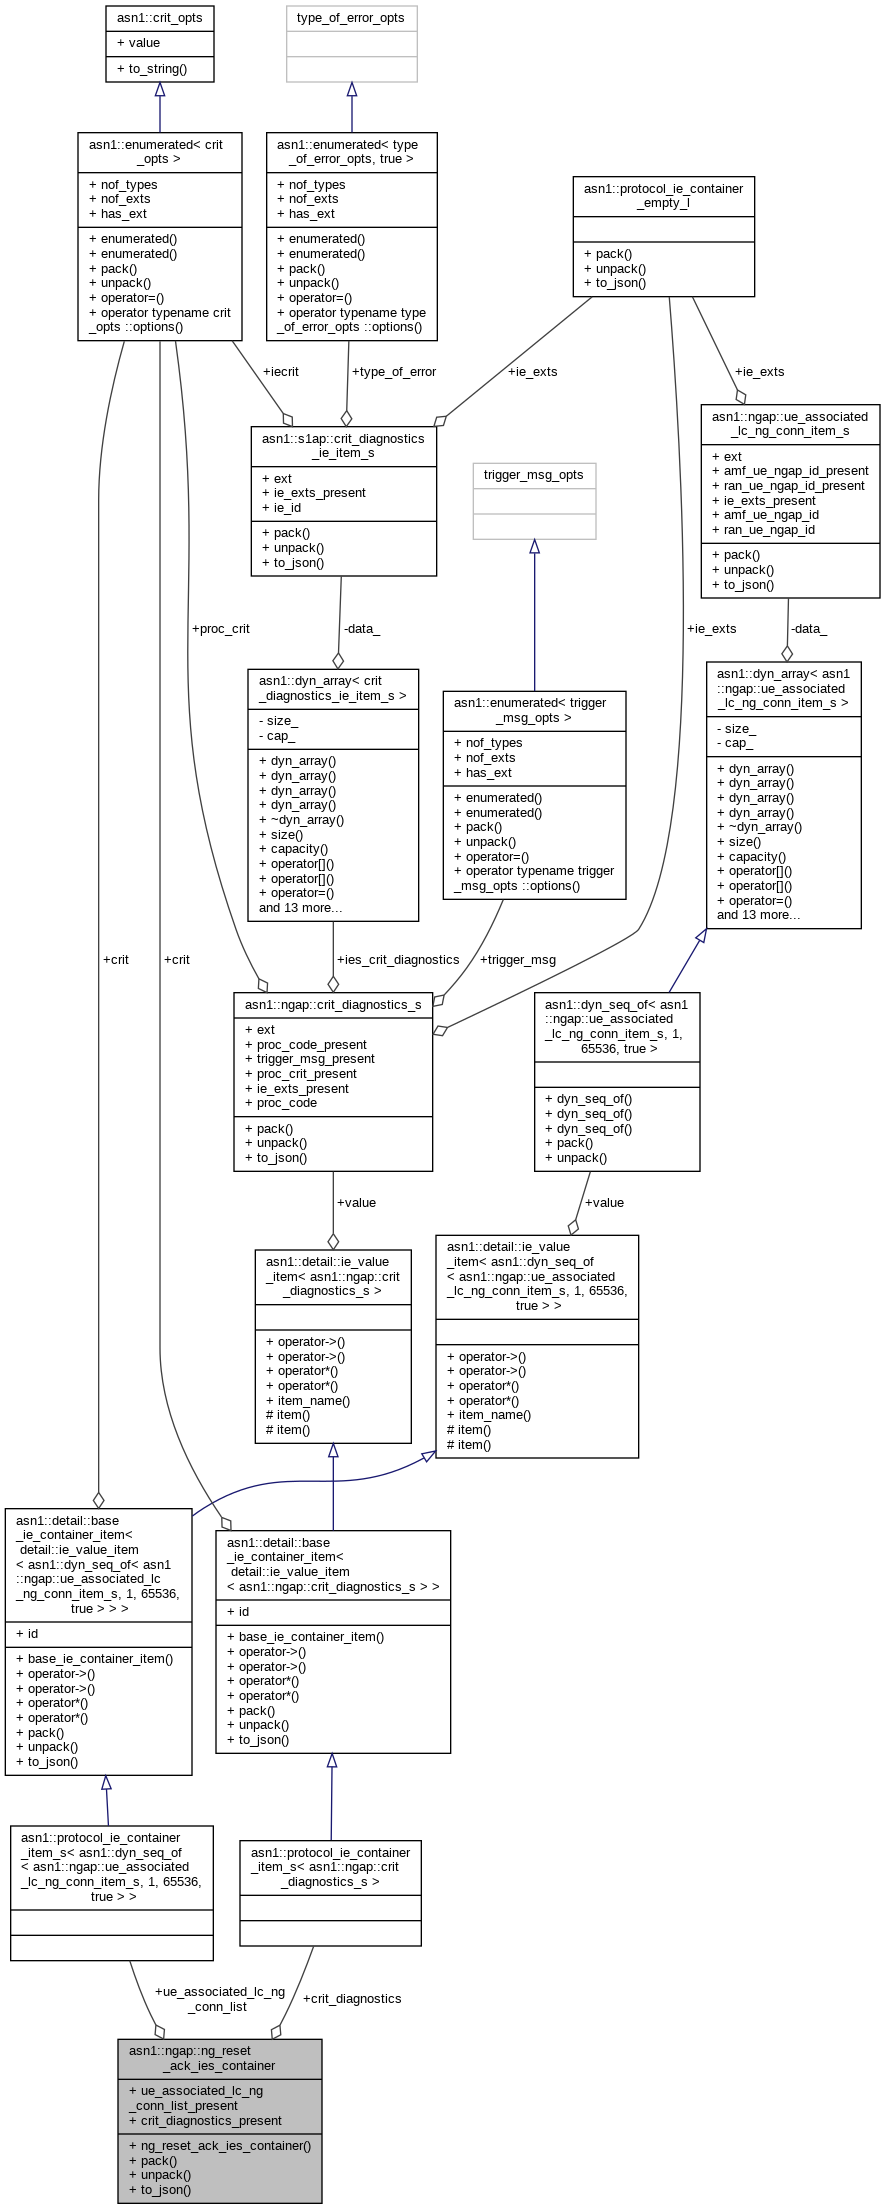 asn1::crit_opts
+ value
+ to_string()
type_of_error_opts
asn1::enumerated< crit
_opts >
+ nof_types
+ nof_exts
+ has_ext
+ enumerated()
+ enumerated()
+ pack()
+ unpack()
+ operator=()
+ operator typename crit
_opts ::options()
asn1::enumerated< type
_of_error_opts, true >
+ nof_types
+ nof_exts
+ has_ext
+ enumerated()
+ enumerated()
+ pack()
+ unpack()
+ operator=()
+ operator typename type
_of_error_opts ::options()
asn1::protocol_ie_container
_empty_l
+ pack()
+ unpack()
+ to_json()
+iecrit
+type_of_error
+ie_exts
+ie_exts
asn1::s1ap::crit_diagnostics
_ie_item_s
+ ext
+ ie_exts_present
+ ie_id
+ pack()
+ unpack()
+ to_json()
trigger_msg_opts
asn1::ngap::ue_associated
_lc_ng_conn_item_s
+ ext
+ amf_ue_ngap_id_present
+ ran_ue_ngap_id_present
+ ie_exts_present
+ amf_ue_ngap_id
+ ran_ue_ngap_id
+ pack()
+ unpack()
+ to_json()
+proc_crit
-data_
+ie_exts
-data_
asn1::dyn_array< crit
_diagnostics_ie_item_s >
- size_
- cap_
+ dyn_array()
+ dyn_array()
+ dyn_array()
+ dyn_array()
+ ~dyn_array()
+ size()
+ capacity()
+ operator[]()
+ operator[]()
+ operator=()
and 13 more...
asn1::enumerated< trigger
_msg_opts >
+ nof_types
+ nof_exts
+ has_ext
+ enumerated()
+ enumerated()
+ pack()
+ unpack()
+ operator=()
+ operator typename trigger
_msg_opts ::options()
asn1::dyn_array< asn1
::ngap::ue_associated
_lc_ng_conn_item_s >
- size_
- cap_
+ dyn_array()
+ dyn_array()
+ dyn_array()
+ dyn_array()
+ ~dyn_array()
+ size()
+ capacity()
+ operator[]()
+ operator[]()
+ operator=()
and 13 more...
+crit
+crit
+ies_crit_diagnostics
+trigger_msg
asn1::ngap::crit_diagnostics_s
+ ext
+ proc_code_present
+ trigger_msg_present
+ proc_crit_present
+ ie_exts_present
+ proc_code
+ pack()
+ unpack()
+ to_json()
asn1::dyn_seq_of< asn1
::ngap::ue_associated
_lc_ng_conn_item_s, 1,
65536, true >
+ dyn_seq_of()
+ dyn_seq_of()
+ dyn_seq_of()
+ pack()
+ unpack()
+value
+value
asn1::detail::ie_value
_item< asn1::ngap::crit
_diagnostics_s >
+ operator->()
+ operator->()
+ operator*()
+ operator*()
+ item_name()
# item()
# item()
asn1::detail::ie_value
_item< asn1::dyn_seq_of
< asn1::ngap::ue_associated
_lc_ng_conn_item_s, 1, 65536,
true > >
+ operator->()
+ operator->()
+ operator*()
+ operator*()
+ item_name()
# item()
# item()
asn1::detail::base
_ie_container_item<
detail::ie_value_item
< asn1::dyn_seq_of< asn1
::ngap::ue_associated_lc
_ng_conn_item_s, 1, 65536,
true > > >
+ id
+ base_ie_container_item()
+ operator->()
+ operator->()
+ operator*()
+ operator*()
+ pack()
+ unpack()
+ to_json()
asn1::detail::base
_ie_container_item<
detail::ie_value_item
< asn1::ngap::crit_diagnostics_s > >
+ id
+ base_ie_container_item()
+ operator->()
+ operator->()
+ operator*()
+ operator*()
+ pack()
+ unpack()
+ to_json()
asn1::protocol_ie_container
_item_s< asn1::dyn_seq_of
< asn1::ngap::ue_associated
_lc_ng_conn_item_s, 1, 65536,
true > >
asn1::protocol_ie_container
_item_s< asn1::ngap::crit
_diagnostics_s >
+ue_associated_lc_ng
_conn_list
+crit_diagnostics
asn1::ngap::ng_reset
_ack_ies_container
+ ue_associated_lc_ng
_conn_list_present
+ crit_diagnostics_present
+ ng_reset_ack_ies_container()
+ pack()
+ unpack()
+ to_json()